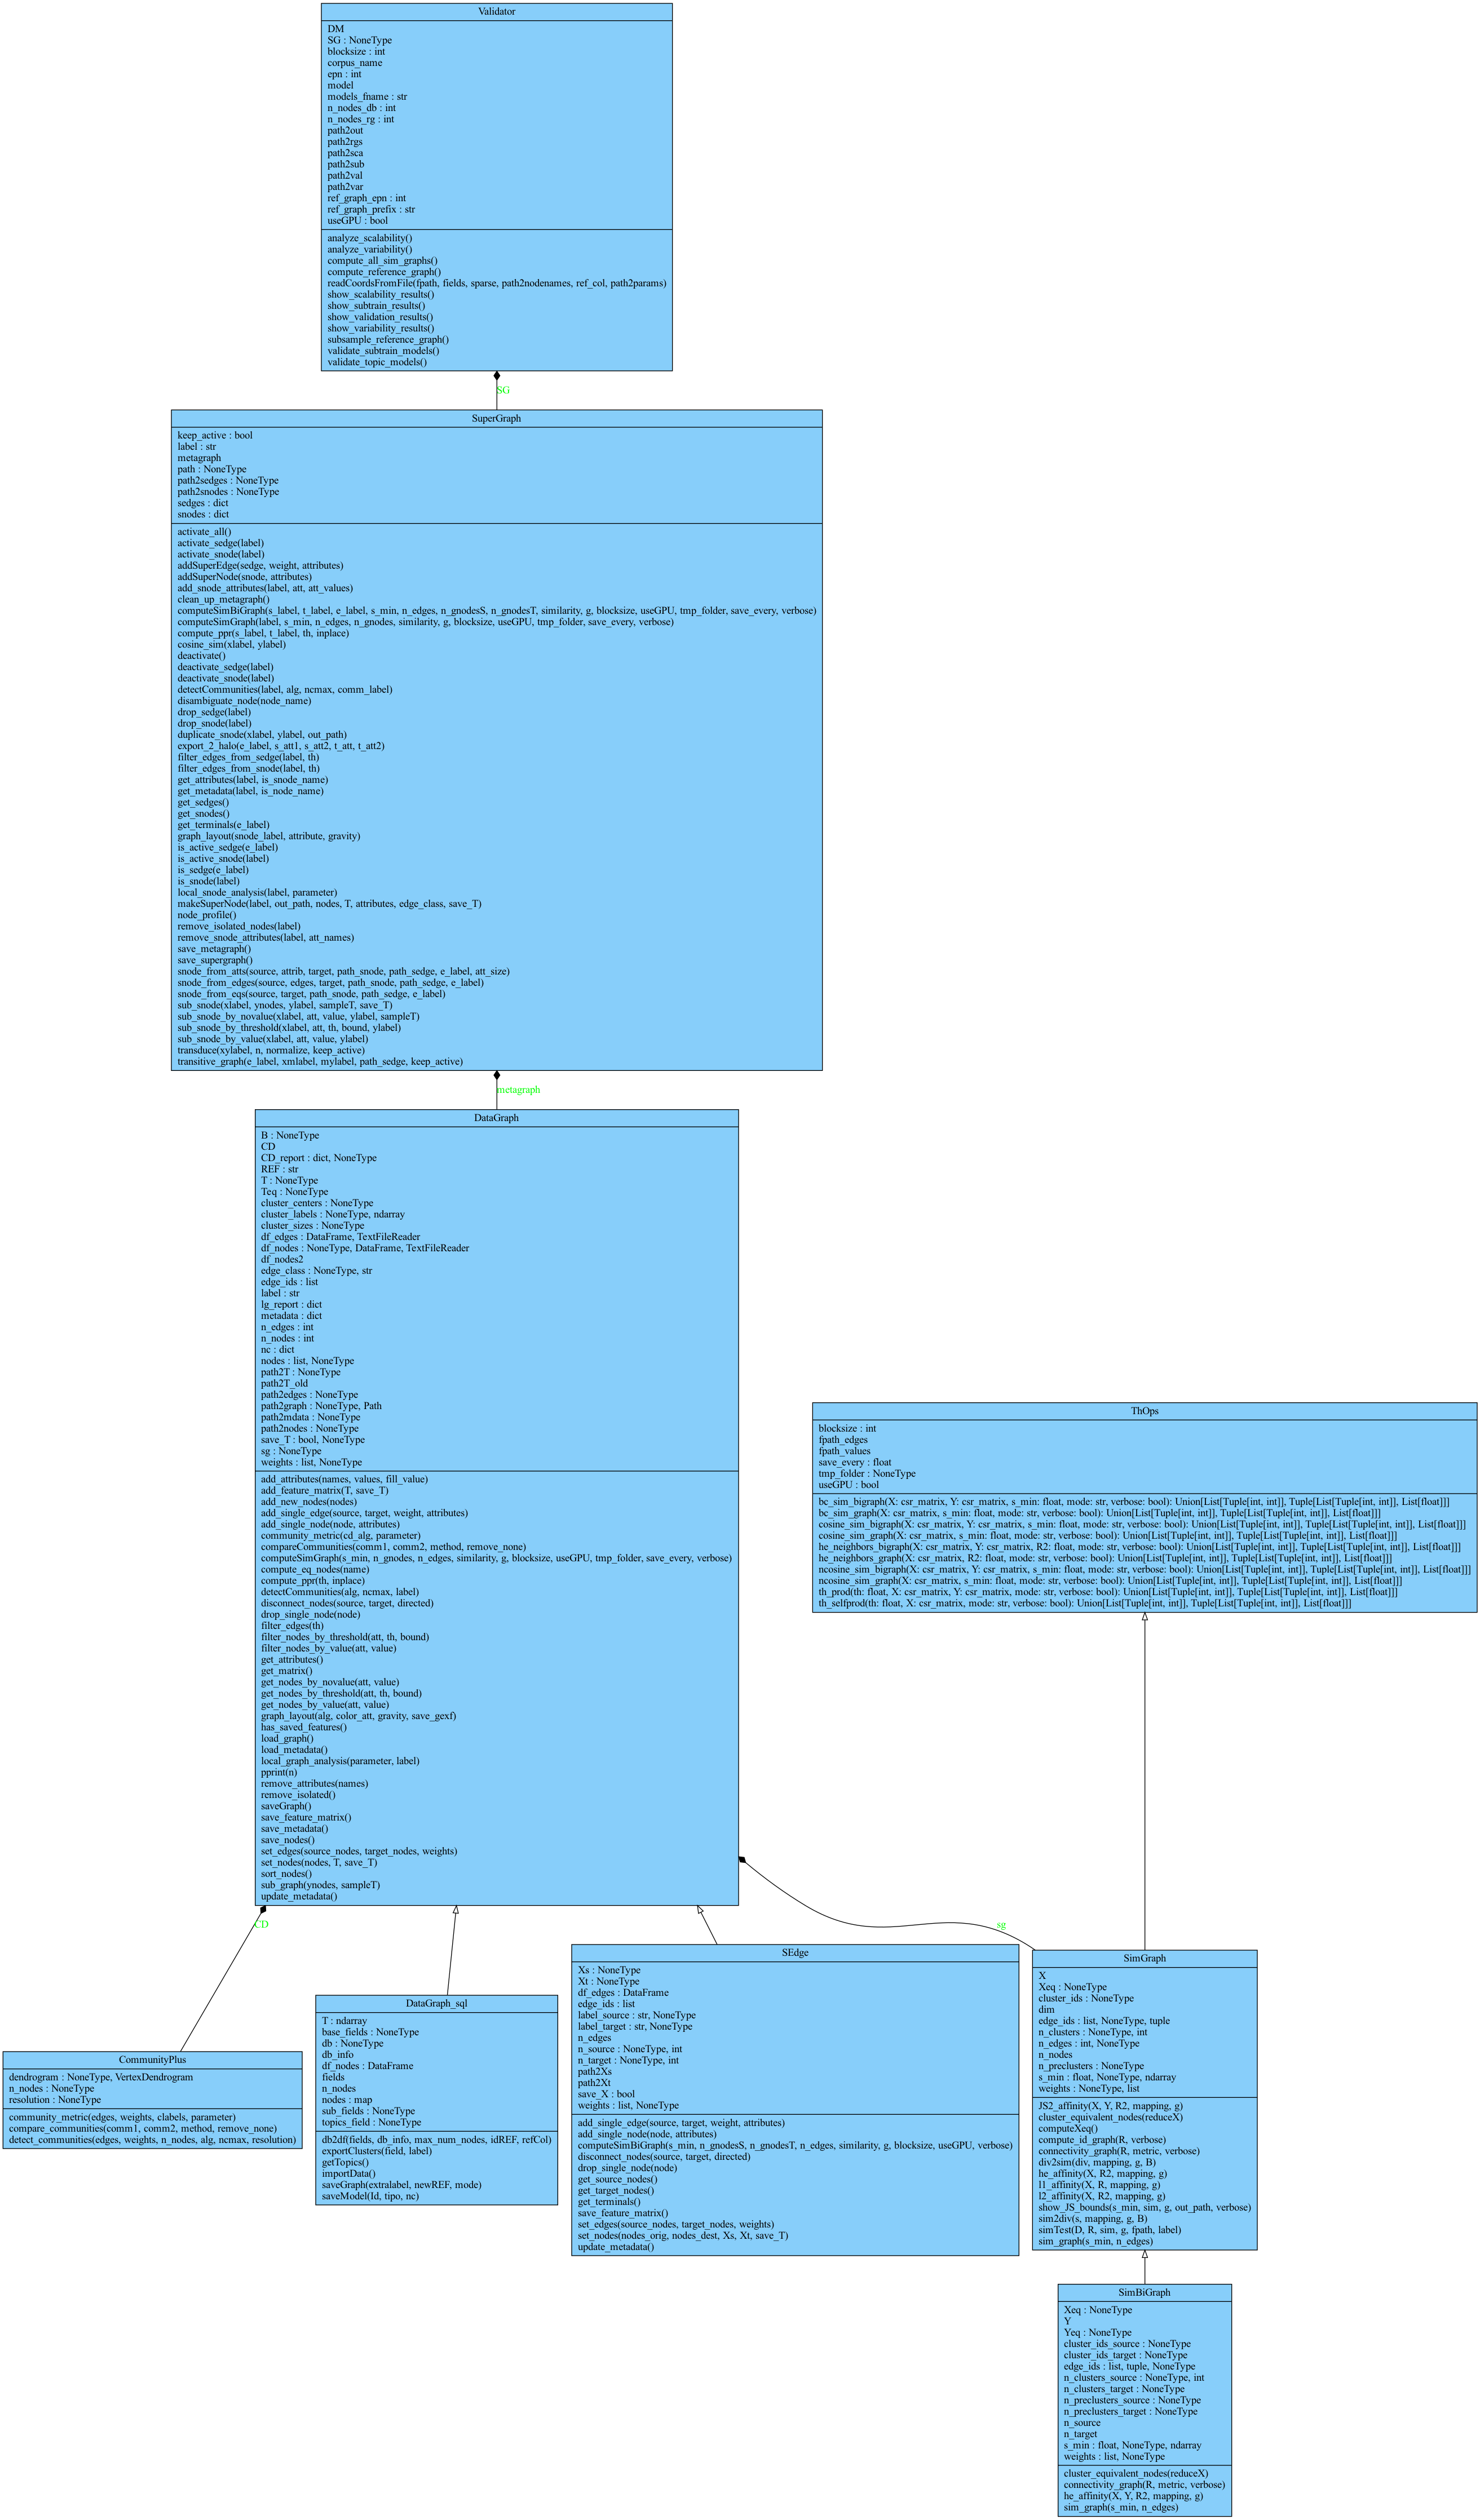 Validator
DM
SG : NoneType
blocksize : int
corpus_name
epn : int
model
models_fname : str
n_nodes_db : int
n_nodes_rg : int
path2out
path2rgs
path2sca
path2sub
path2val
path2var
ref_graph_epn : int
ref_graph_prefix : str
useGPU : bool
analyze_scalability()
analyze_variability()
compute_all_sim_graphs()
compute_reference_graph()
readCoordsFromFile(fpath, fields, sparse, path2nodenames, ref_col, path2params)
show_scalability_results()
show_subtrain_results()
show_validation_results()
show_variability_results()
subsample_reference_graph()
validate_subtrain_models()
validate_topic_models()
SG
SuperGraph
keep_active : bool
label : str
metagraph
path : NoneType
path2sedges : NoneType
path2snodes : NoneType
sedges : dict
snodes : dict
activate_all()
activate_sedge(label)
activate_snode(label)
addSuperEdge(sedge, weight, attributes)
addSuperNode(snode, attributes)
add_snode_attributes(label, att, att_values)
clean_up_metagraph()
computeSimBiGraph(s_label, t_label, e_label, s_min, n_edges, n_gnodesS, n_gnodesT, similarity, g, blocksize, useGPU, tmp_folder, save_every, verbose)
computeSimGraph(label, s_min, n_edges, n_gnodes, similarity, g, blocksize, useGPU, tmp_folder, save_every, verbose)
compute_ppr(s_label, t_label, th, inplace)
cosine_sim(xlabel, ylabel)
deactivate()
deactivate_sedge(label)
deactivate_snode(label)
detectCommunities(label, alg, ncmax, comm_label)
disambiguate_node(node_name)
drop_sedge(label)
drop_snode(label)
duplicate_snode(xlabel, ylabel, out_path)
export_2_halo(e_label, s_att1, s_att2, t_att, t_att2)
filter_edges_from_sedge(label, th)
filter_edges_from_snode(label, th)
get_attributes(label, is_snode_name)
get_metadata(label, is_node_name)
get_sedges()
get_snodes()
get_terminals(e_label)
graph_layout(snode_label, attribute, gravity)
is_active_sedge(e_label)
is_active_snode(label)
is_sedge(e_label)
is_snode(label)
local_snode_analysis(label, parameter)
makeSuperNode(label, out_path, nodes, T, attributes, edge_class, save_T)
node_profile()
remove_isolated_nodes(label)
remove_snode_attributes(label, att_names)
save_metagraph()
save_supergraph()
snode_from_atts(source, attrib, target, path_snode, path_sedge, e_label, att_size)
snode_from_edges(source, edges, target, path_snode, path_sedge, e_label)
snode_from_eqs(source, target, path_snode, path_sedge, e_label)
sub_snode(xlabel, ynodes, ylabel, sampleT, save_T)
sub_snode_by_novalue(xlabel, att, value, ylabel, sampleT)
sub_snode_by_threshold(xlabel, att, th, bound, ylabel)
sub_snode_by_value(xlabel, att, value, ylabel)
transduce(xylabel, n, normalize, keep_active)
transitive_graph(e_label, xmlabel, mylabel, path_sedge, keep_active)
metagraph
DataGraph
B : NoneType
CD
CD_report : dict, NoneType
REF : str
T : NoneType
Teq : NoneType
cluster_centers : NoneType
cluster_labels : NoneType, ndarray
cluster_sizes : NoneType
df_edges : DataFrame, TextFileReader
df_nodes : NoneType, DataFrame, TextFileReader
df_nodes2
edge_class : NoneType, str
edge_ids : list
label : str
lg_report : dict
metadata : dict
n_edges : int
n_nodes : int
nc : dict
nodes : list, NoneType
path2T : NoneType
path2T_old
path2edges : NoneType
path2graph : NoneType, Path
path2mdata : NoneType
path2nodes : NoneType
save_T : bool, NoneType
sg : NoneType
weights : list, NoneType
add_attributes(names, values, fill_value)
add_feature_matrix(T, save_T)
add_new_nodes(nodes)
add_single_edge(source, target, weight, attributes)
add_single_node(node, attributes)
community_metric(cd_alg, parameter)
compareCommunities(comm1, comm2, method, remove_none)
computeSimGraph(s_min, n_gnodes, n_edges, similarity, g, blocksize, useGPU, tmp_folder, save_every, verbose)
compute_eq_nodes(name)
compute_ppr(th, inplace)
detectCommunities(alg, ncmax, label)
disconnect_nodes(source, target, directed)
drop_single_node(node)
filter_edges(th)
filter_nodes_by_threshold(att, th, bound)
filter_nodes_by_value(att, value)
get_attributes()
get_matrix()
get_nodes_by_novalue(att, value)
get_nodes_by_threshold(att, th, bound)
get_nodes_by_value(att, value)
graph_layout(alg, color_att, gravity, save_gexf)
has_saved_features()
load_graph()
load_metadata()
local_graph_analysis(parameter, label)
pprint(n)
remove_attributes(names)
remove_isolated()
saveGraph()
save_feature_matrix()
save_metadata()
save_nodes()
set_edges(source_nodes, target_nodes, weights)
set_nodes(nodes, T, save_T)
sort_nodes()
sub_graph(ynodes, sampleT)
update_metadata()
ThOps
blocksize : int
fpath_edges
fpath_values
save_every : float
tmp_folder : NoneType
useGPU : bool
bc_sim_bigraph(X: csr_matrix, Y: csr_matrix, s_min: float, mode: str, verbose: bool): Union[List[Tuple[int, int]], Tuple[List[Tuple[int, int]], List[float]]]
bc_sim_graph(X: csr_matrix, s_min: float, mode: str, verbose: bool): Union[List[Tuple[int, int]], Tuple[List[Tuple[int, int]], List[float]]]
cosine_sim_bigraph(X: csr_matrix, Y: csr_matrix, s_min: float, mode: str, verbose: bool): Union[List[Tuple[int, int]], Tuple[List[Tuple[int, int]], List[float]]]
cosine_sim_graph(X: csr_matrix, s_min: float, mode: str, verbose: bool): Union[List[Tuple[int, int]], Tuple[List[Tuple[int, int]], List[float]]]
he_neighbors_bigraph(X: csr_matrix, Y: csr_matrix, R2: float, mode: str, verbose: bool): Union[List[Tuple[int, int]], Tuple[List[Tuple[int, int]], List[float]]]
he_neighbors_graph(X: csr_matrix, R2: float, mode: str, verbose: bool): Union[List[Tuple[int, int]], Tuple[List[Tuple[int, int]], List[float]]]
ncosine_sim_bigraph(X: csr_matrix, Y: csr_matrix, s_min: float, mode: str, verbose: bool): Union[List[Tuple[int, int]], Tuple[List[Tuple[int, int]], List[float]]]
ncosine_sim_graph(X: csr_matrix, s_min: float, mode: str, verbose: bool): Union[List[Tuple[int, int]], Tuple[List[Tuple[int, int]], List[float]]]
th_prod(th: float, X: csr_matrix, Y: csr_matrix, mode: str, verbose: bool): Union[List[Tuple[int, int]], Tuple[List[Tuple[int, int]], List[float]]]
th_selfprod(th: float, X: csr_matrix, mode: str, verbose: bool): Union[List[Tuple[int, int]], Tuple[List[Tuple[int, int]], List[float]]]
CD
sg
CommunityPlus
dendrogram : NoneType, VertexDendrogram
n_nodes : NoneType
resolution : NoneType
community_metric(edges, weights, clabels, parameter)
compare_communities(comm1, comm2, method, remove_none)
detect_communities(edges, weights, n_nodes, alg, ncmax, resolution)
DataGraph_sql
T : ndarray
base_fields : NoneType
db : NoneType
db_info
df_nodes : DataFrame
fields
n_nodes
nodes : map
sub_fields : NoneType
topics_field : NoneType
db2df(fields, db_info, max_num_nodes, idREF, refCol)
exportClusters(field, label)
getTopics()
importData()
saveGraph(extralabel, newREF, mode)
saveModel(Id, tipo, nc)
SEdge
Xs : NoneType
Xt : NoneType
df_edges : DataFrame
edge_ids : list
label_source : str, NoneType
label_target : str, NoneType
n_edges
n_source : NoneType, int
n_target : NoneType, int
path2Xs
path2Xt
save_X : bool
weights : list, NoneType
add_single_edge(source, target, weight, attributes)
add_single_node(node, attributes)
computeSimBiGraph(s_min, n_gnodesS, n_gnodesT, n_edges, similarity, g, blocksize, useGPU, verbose)
disconnect_nodes(source, target, directed)
drop_single_node(node)
get_source_nodes()
get_target_nodes()
get_terminals()
save_feature_matrix()
set_edges(source_nodes, target_nodes, weights)
set_nodes(nodes_orig, nodes_dest, Xs, Xt, save_T)
update_metadata()
SimGraph
X
Xeq : NoneType
cluster_ids : NoneType
dim
edge_ids : list, NoneType, tuple
n_clusters : NoneType, int
n_edges : int, NoneType
n_nodes
n_preclusters : NoneType
s_min : float, NoneType, ndarray
weights : NoneType, list
JS2_affinity(X, Y, R2, mapping, g)
cluster_equivalent_nodes(reduceX)
computeXeq()
compute_id_graph(R, verbose)
connectivity_graph(R, metric, verbose)
div2sim(div, mapping, g, B)
he_affinity(X, R2, mapping, g)
l1_affinity(X, R, mapping, g)
l2_affinity(X, R2, mapping, g)
show_JS_bounds(s_min, sim, g, out_path, verbose)
sim2div(s, mapping, g, B)
simTest(D, R, sim, g, fpath, label)
sim_graph(s_min, n_edges)
SimBiGraph
Xeq : NoneType
Y
Yeq : NoneType
cluster_ids_source : NoneType
cluster_ids_target : NoneType
edge_ids : list, tuple, NoneType
n_clusters_source : NoneType, int
n_clusters_target : NoneType
n_preclusters_source : NoneType
n_preclusters_target : NoneType
n_source
n_target
s_min : float, NoneType, ndarray
weights : list, NoneType
cluster_equivalent_nodes(reduceX)
connectivity_graph(R, metric, verbose)
he_affinity(X, Y, R2, mapping, g)
sim_graph(s_min, n_edges)